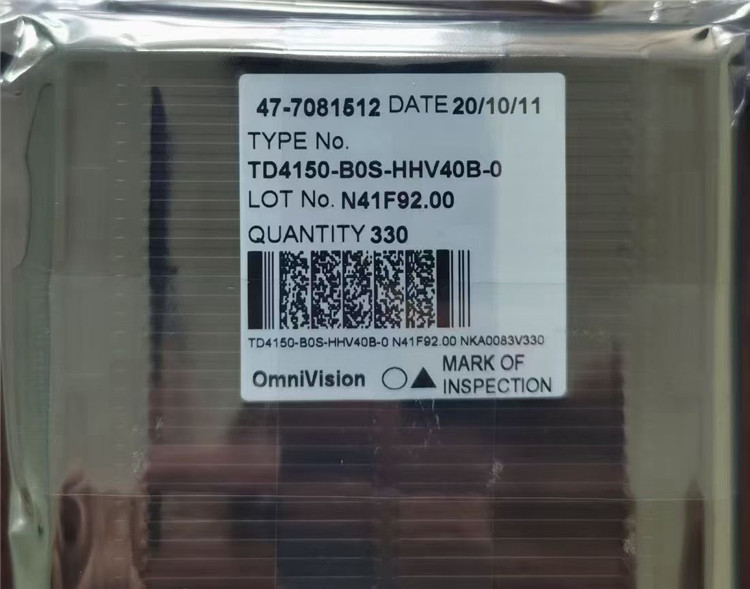 47-7081512 DATE 20/10/11
TYPE No.
TD4150-B0S-HHV40B-0
LOT No. N41F92.00
QUANTITY 330
TD4150-B0S-HHV40B-0 N41F92.00 NKA0083V330
OmniVision MARK OF
INSPECTION